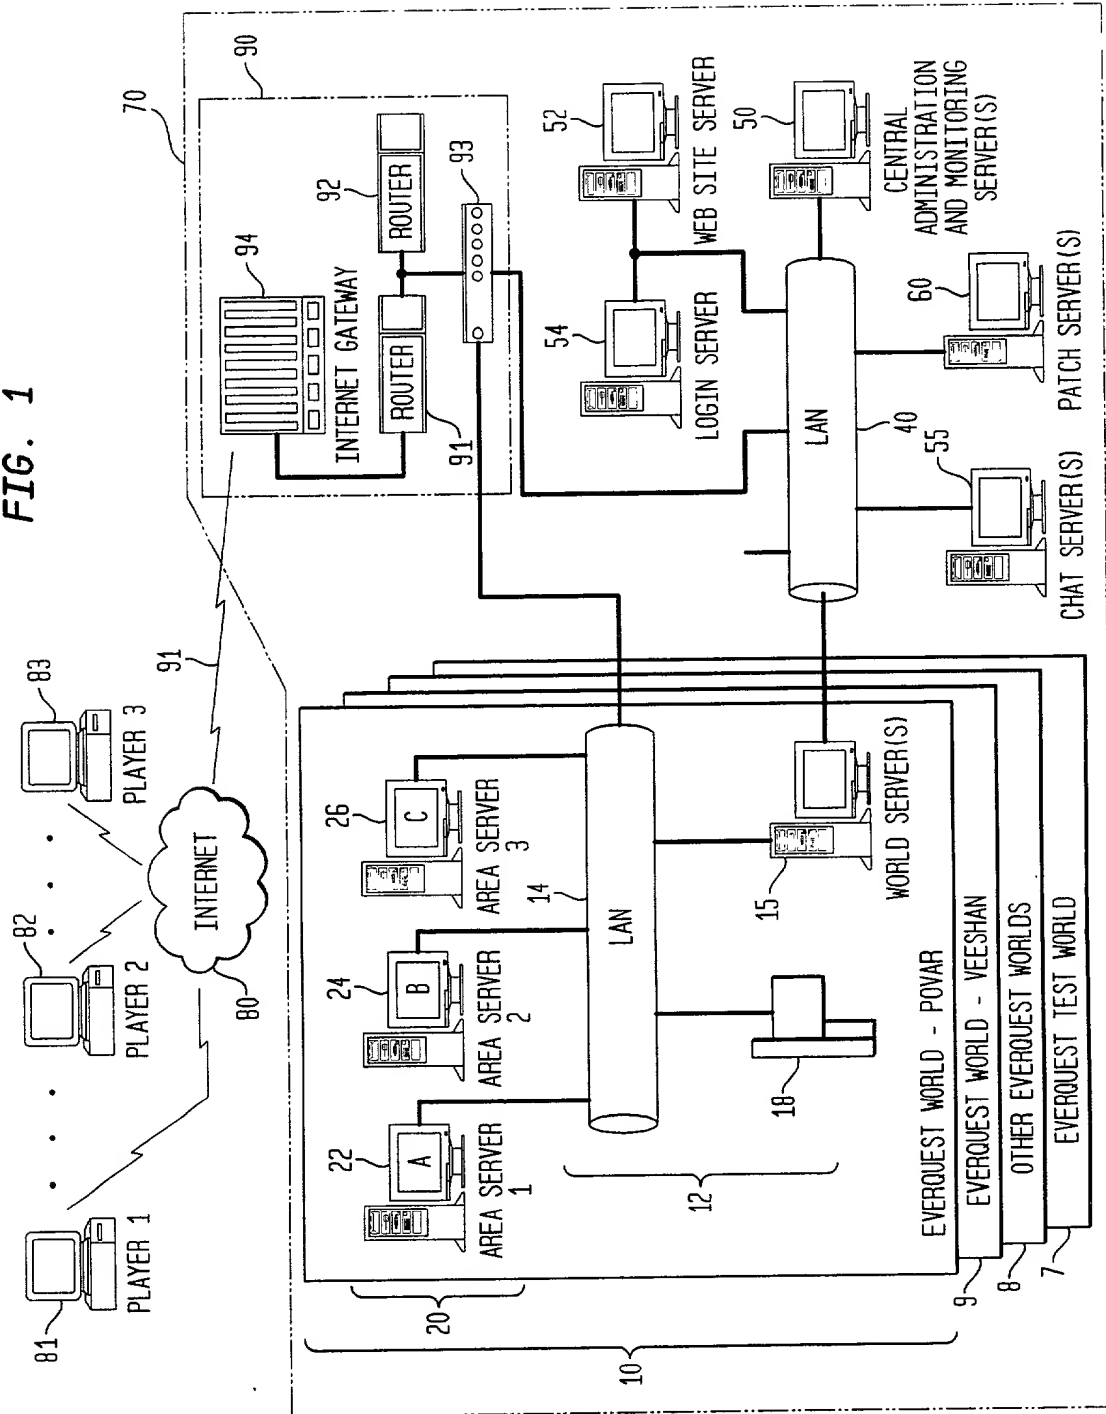 FIG. 1
81
PLAYER 1
82
PLAYER 2
83
PLAYER 3
INTERNET
80
91
70
90
94
INTERNET GATEWAY
92
ROUTER
ROUTER
91
93
52
WEB SITE SERVER
54
LOGIN SERVER
50
CENTRAL
ADMINISTRATION
AND MONITORING
SERVER(S)
60
PATCH SERVER(S)
LAN
40
55
CHAT SERVER(S)
20
22
A
AREA SERVER
1
24
B
AREA SERVER
2
26
C
AREA SERVER
3
14
LAN
12
18
15
WORLD SERVER(S)
10
EVERQUEST WORLD - POVAR
9
EVERQUEST WORLD - VEESHAN
8
OTHER EVERQUEST WORLDS
7
EVERQUEST TEST WORLD